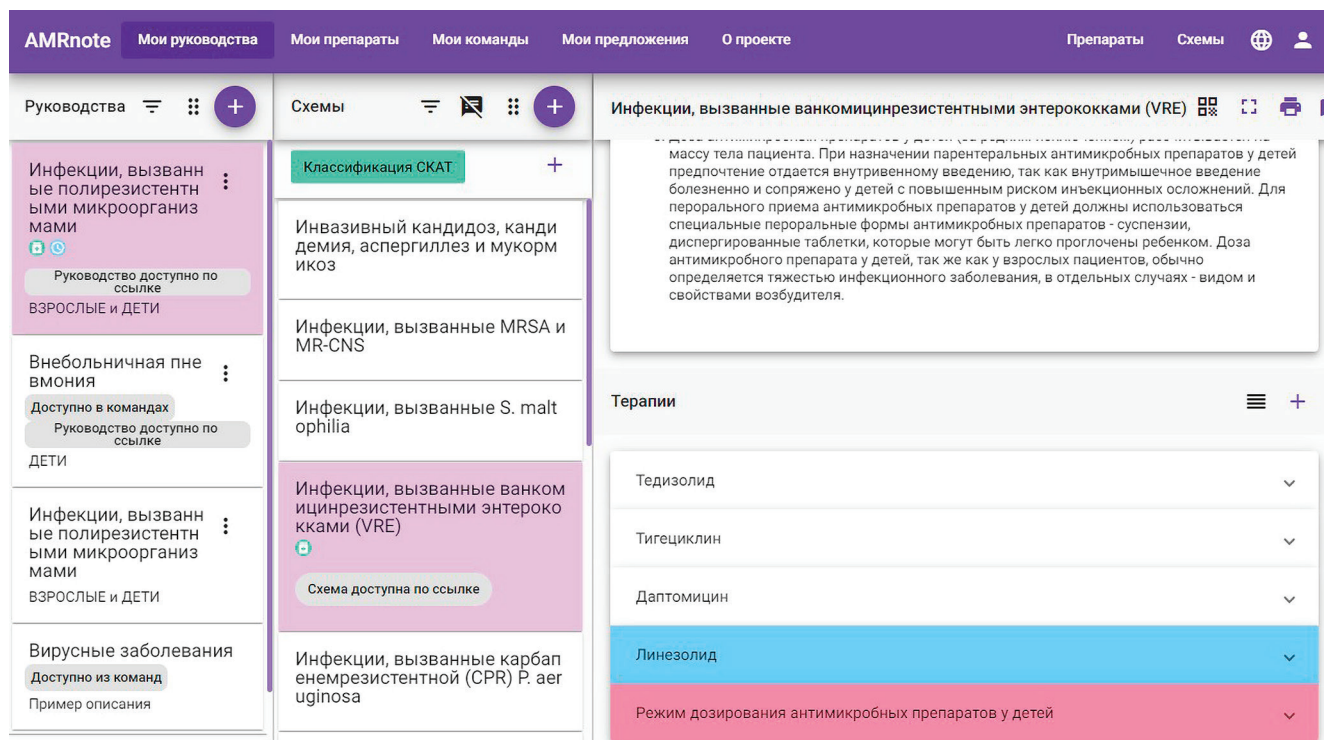 AMRnote
Мои руководства
Мои препараты
Мои команды
Мои предложения
О проекте
Препараты
Схемы
Руководства
Инфекции, вызванн
ые полирезистентн
ыми микроорганиз
мами
Руководство доступно по
ссылке
ВЗРОСЛЫЕ и ДЕТИ
Внебольничная пне
вмония
Доступно в командах
Руководство доступно по
ссылке
ДЕТИ
Инфекции, вызванн
ые полирезистентн
ыми микроорганиз
мами
ВЗРОСЛЫЕ и ДЕТИ
Вирусные заболевания
Доступно из команд
Пример описания
Схемы
Классификация СКАТ
Инвазивный кандидоз, канди
демия, аспергиллез и мукорм
икоз
Инфекции, вызванные MRSA и
MR-CNS
Инфекции, вызванные S. malt
ophilia
Инфекции, вызванные ванком
ицинрезистентными энтероко
кками (VRE)
Схема доступна по ссылке
Инфекции, вызванные карбап
енемрезистентной (CPR) P. aer
uginosa
Инфекции, вызванные ванкомицинрезистентными энтерококками (VRE)
массу тела пациента. При назначении парентеральных антимикробных препаратов у детей
предпочтение отдается внутривенному введению, так как внутримышечное введение
болезненно и сопряжено у детей с повышенным риском инъекционных осложнений. Для
перорального приема антимикробных препаратов у детей должны использоваться
специальные пероральные формы антимикробных препаратов - суспензии,
диспергированные таблетки, которые могут быть легко проглочены ребенком. Доза
антимикробного препарата у детей, так же как у взрослых пациентов, обычно
определяется тяжестью инфекционного заболевания, в отдельных случаях - видом и
свойствами возбудителя.
Терапии
Тедизолид
Тигециклин
Даптомицин
Линезолид
Режим дозирования антимикробных препаратов у детей